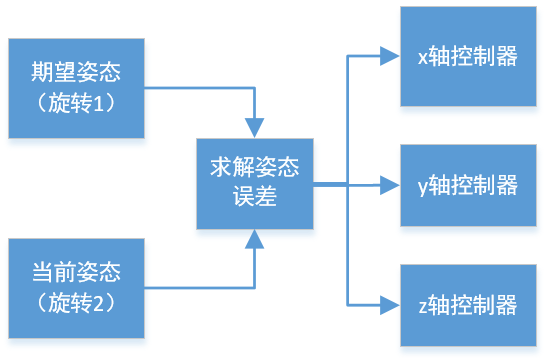 期望姿态
（旋转1）
求解姿态
误差
当前姿态
（旋转2）
x轴控制器
y轴控制器
z轴控制器